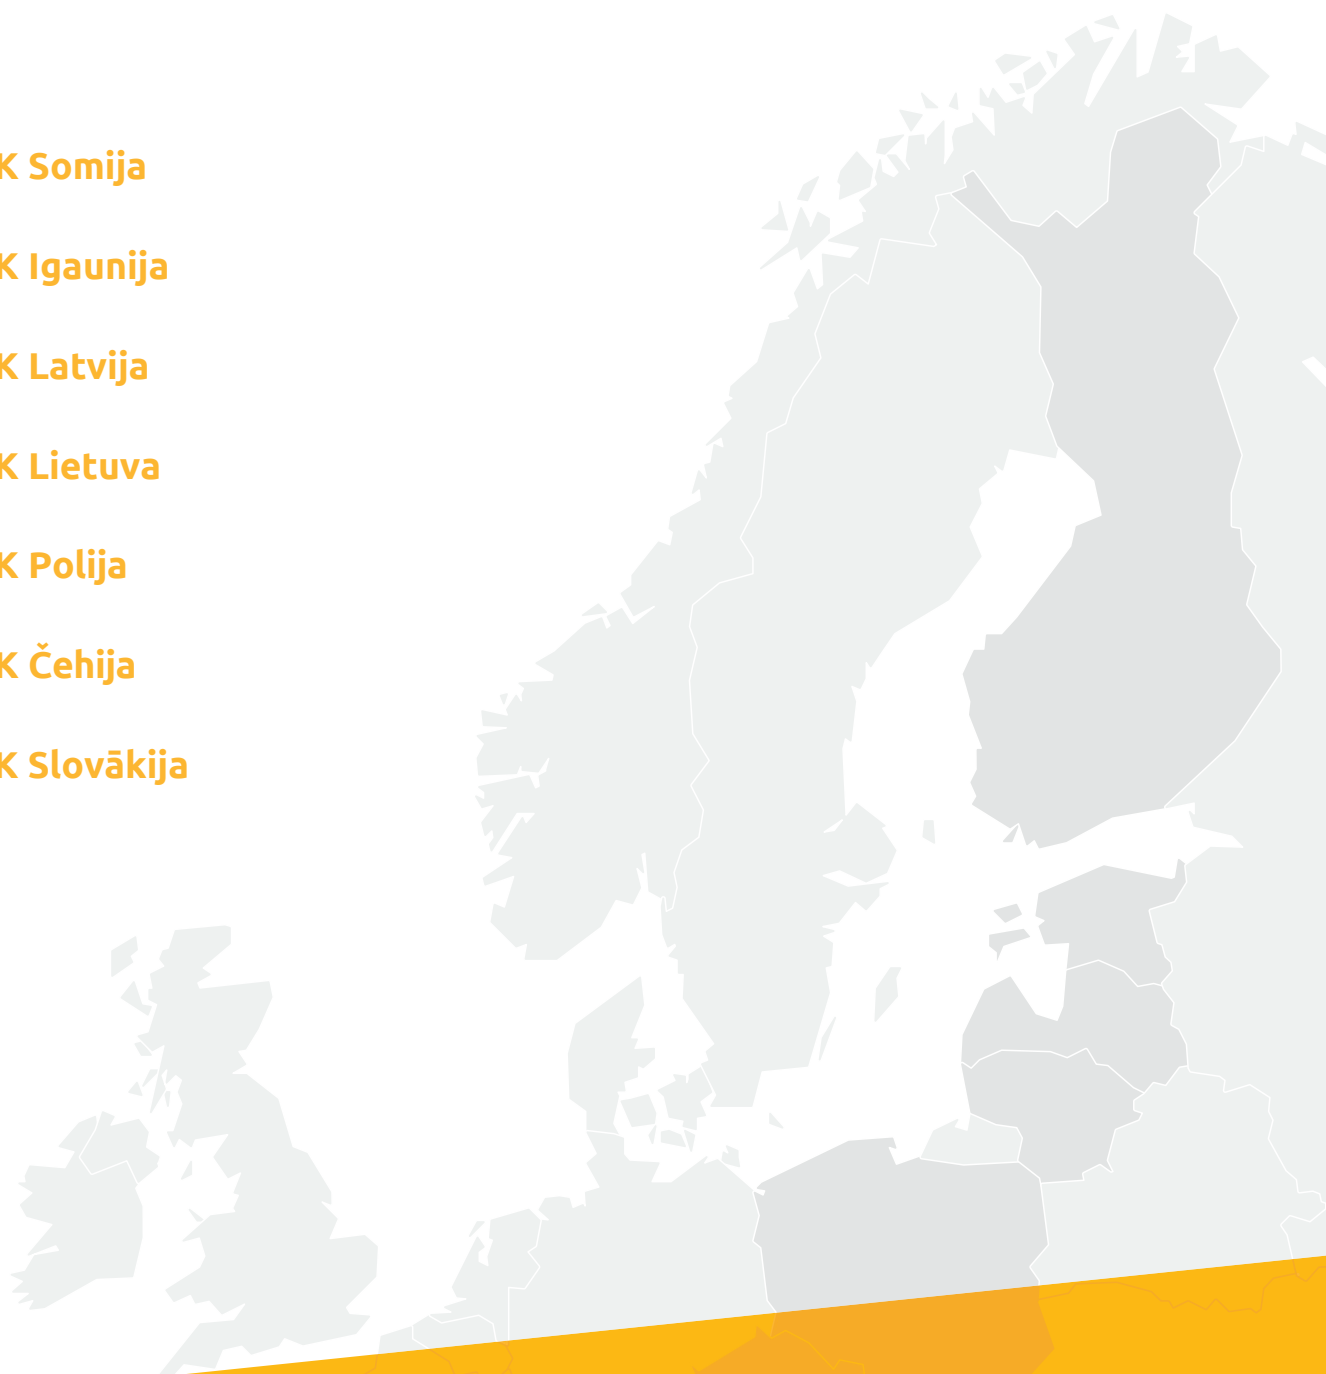 K Somija
K Igaunija
K Latvija
K Lietuva
K Polija
K Čehija
K Slovākija